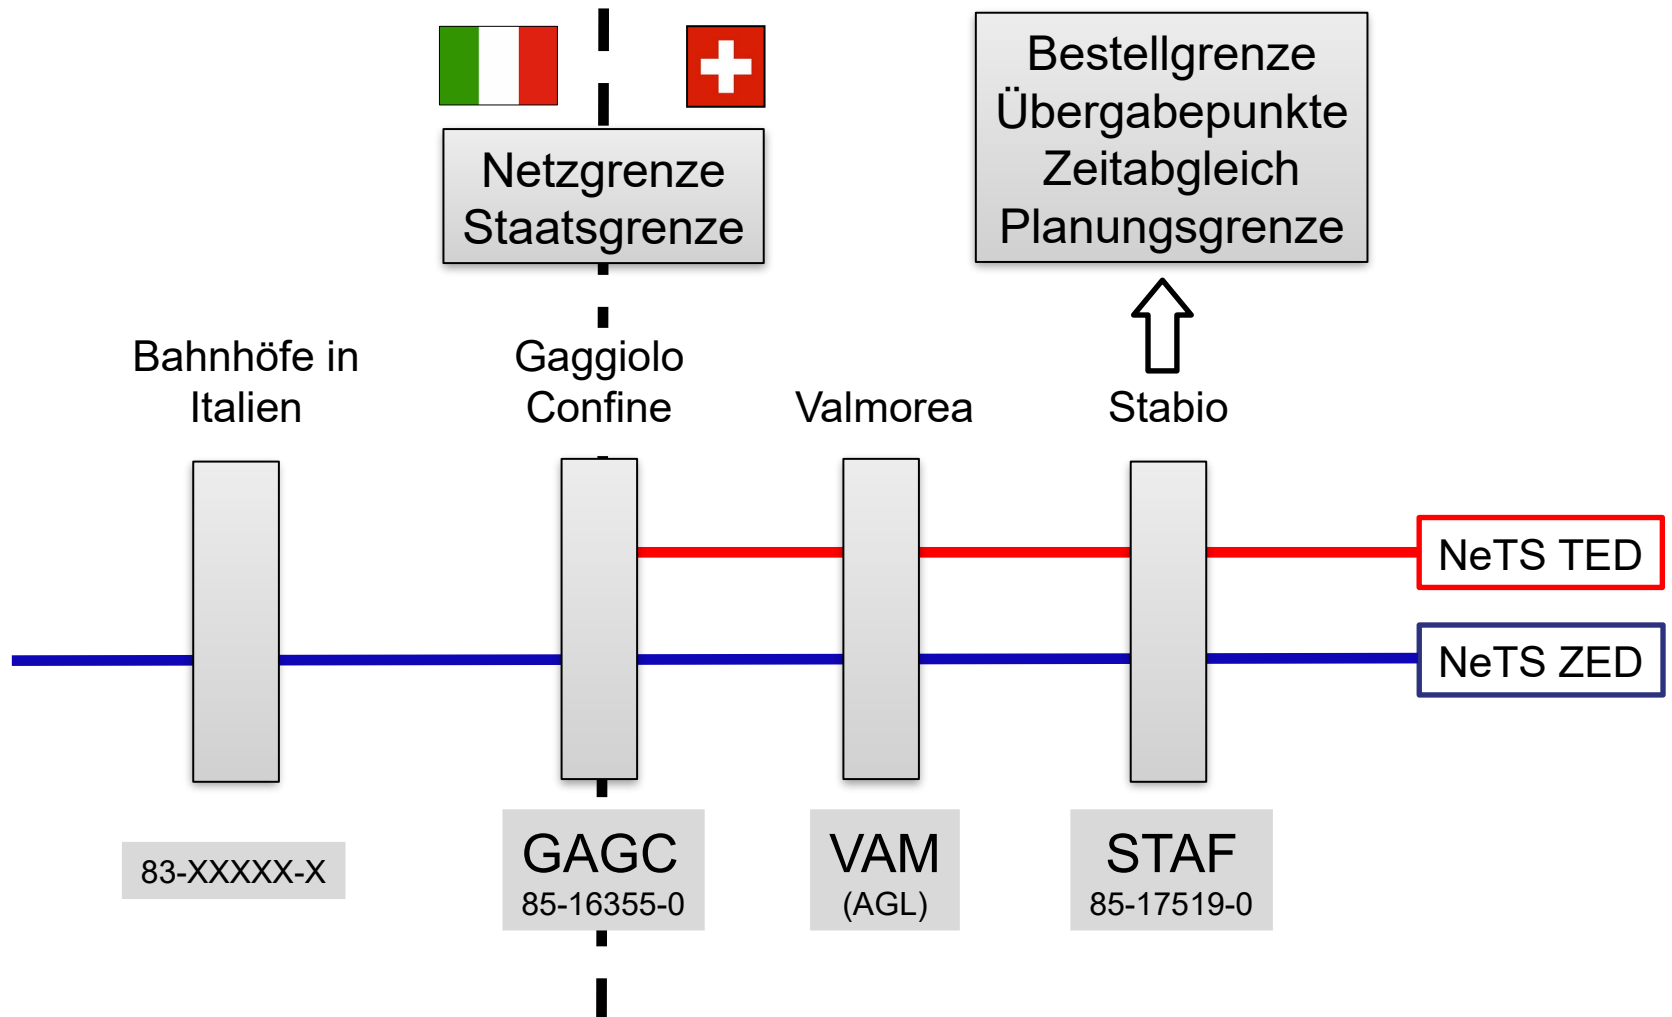 Netzgrenze
Staatsgrenze
Bestellgrenze
Übergabepunkte
Zeitabgleich
Planungsgrenze
Bahnhöfe in
Italien
Gaggiolo
Confine
Valmorea
Stabio
NeTS TED
NeTS ZED
83-XXXXX-X
GAGC
85-16355-0
VAM
(AGL)
STAF
85-17519-0